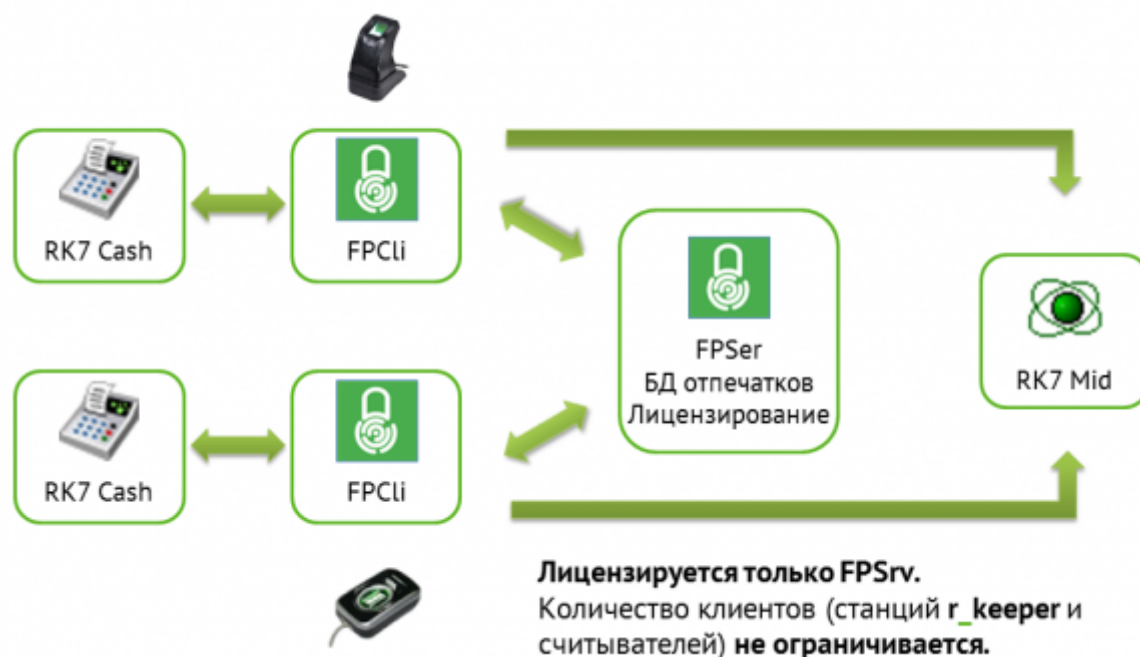 RK7 Cash
FPCli
RK7 Cash
FPCli
FPSer
БД отпечатков
Лицензирование
RK7 Mid
Лицензируется только FPSrv.
Количество клиентов (станций r_keeper и
считывателей) не ограничивается.